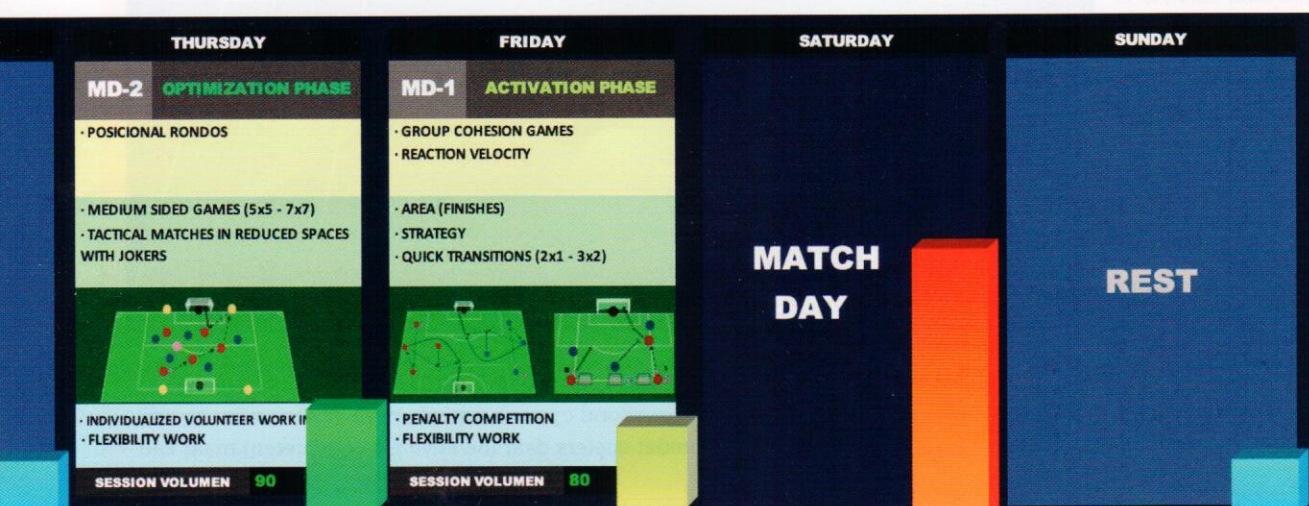 THURSDAY
MD-2 OPTIMIZATION PHASE
· POSICIONAL RONDOS
· MEDIUM SIDED GAMES (5x5 - 7x7)
· TACTICAL MATCHES IN REDUCED SPACES
WITH JOKERS
· INDIVIDUALIZED VOLUNTEER WORK
· FLEXIBILITY WORK
SESSION VOLUMEN 90
FRIDAY
MD-1 ACTIVATION PHASE
· GROUP COHESION GAMES
· REACTION VELOCITY
· AREA (FINISHES)
· STRATEGY
· QUICK TRANSITIONS (2x1 - 3x2)
· PENALTY COMPETITION
· FLEXIBILITY WORK
SESSION VOLUMEN 80
SATURDAY
MATCH
DAY
SUNDAY
REST